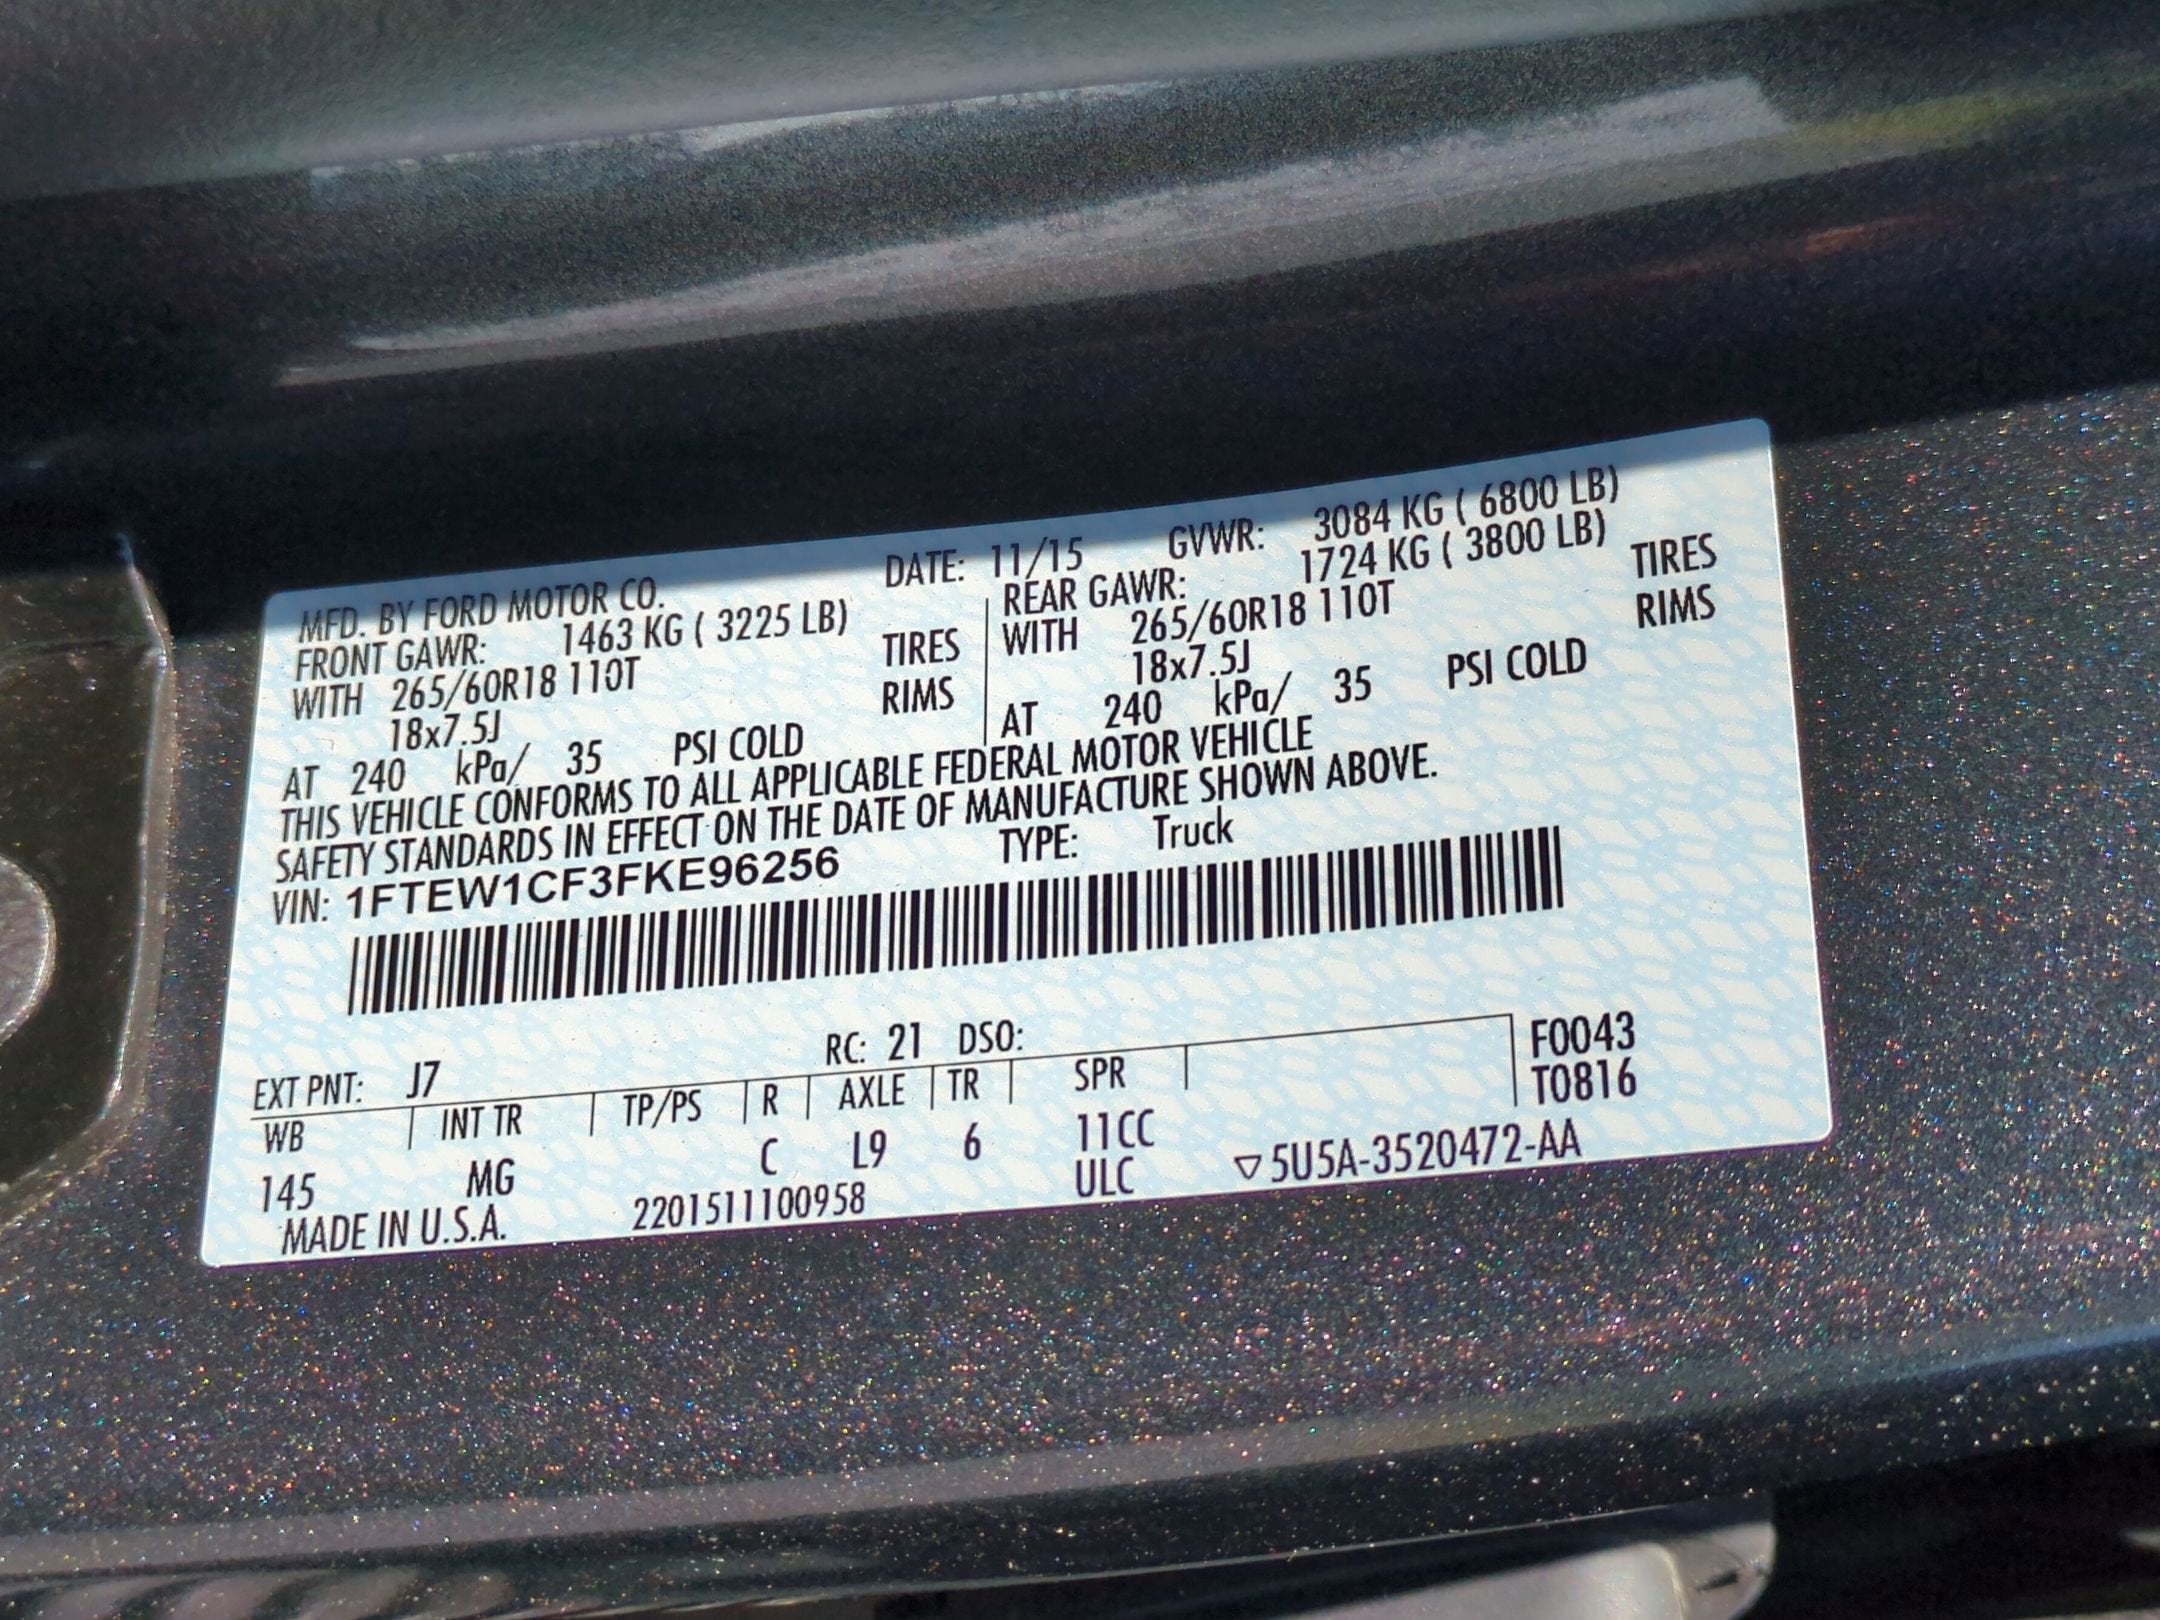 MFD. BY FORD MOTOR CO. DATE: 11/15 GVWR: 3084 KG ( 6800 LB)
FRONT GAWR: 1463 KG ( 3225 LB) REAR GAWR: 1724 KG ( 3800 LB)
WITH 265/60R18 110T TIRES WITH 265/60R18 110T TIRES
18x7.5J RIMS 18x7.5J RIMS
AT 240 kPa/ 35 PSI COLD AT 240 kPa/ 35 PSI COLD
THIS VEHICLE CONFORMS TO ALL APPLICABLE FEDERAL MOTOR VEHICLE
SAFETY STANDARDS IN EFFECT ON THE DATE OF MANUFACTURE SHOWN ABOVE.
VIN: 1FTEW1CF3FKE96256 TYPE: Truck
EXT PNT: J7 RC: 21 DSO: F0043
WB INT TR TP/PS R AXLE TR SPR T0816
145 MG C L9 6 11CC
ULC ▽5U5A-3520472-AA
MADE IN U.S.A. 2201511100958